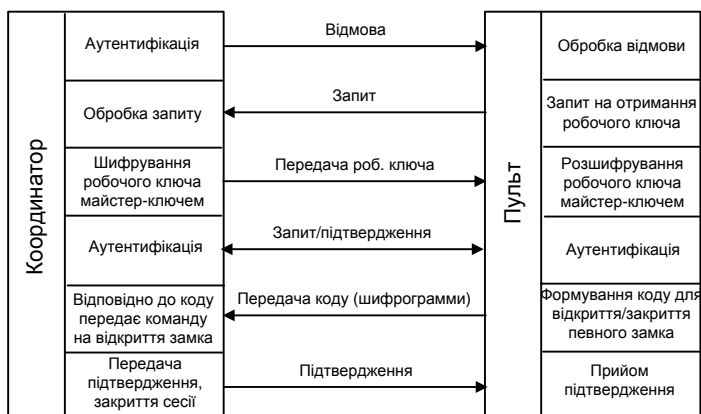 Координатор
Аутентифікація
Відмова
Обробка відмови
Обробка запиту
Запит
Запит на отримання
робочого ключа
Шифрування
робочого ключа
майстер-ключем
Передача роб. ключа
Розшифрування
робочого ключа
майстер-ключем
Аутентифікація
Запит/підтвердження
Аутентифікація
Відповідно до коду
передає команду
на відкриття замка
Передача коду (шифрограмми)
Формування коду для
відкриття/закриття
певного замка
Передача
підтвердження,
закриття сесії
Підтвердження
Прийом
підтвердження
Пульт